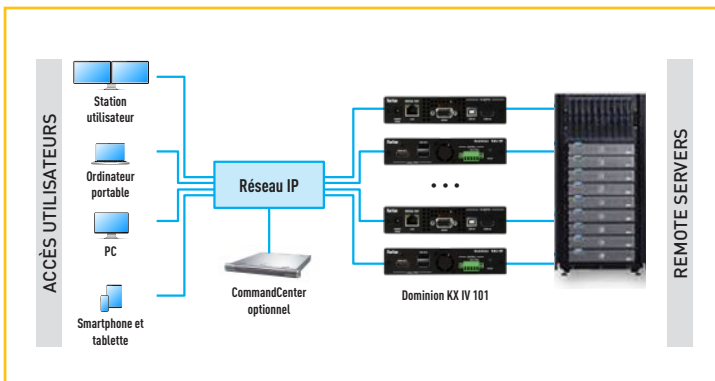 ACCÈS UTILISATEURS
Station
utilisateur
Ordinateur
portable
PC
Smartphone et
tablette
Réseau IP
CommandCenter
optionnel
• • •
Dominion KX IV 101
REMOTE SERVERS